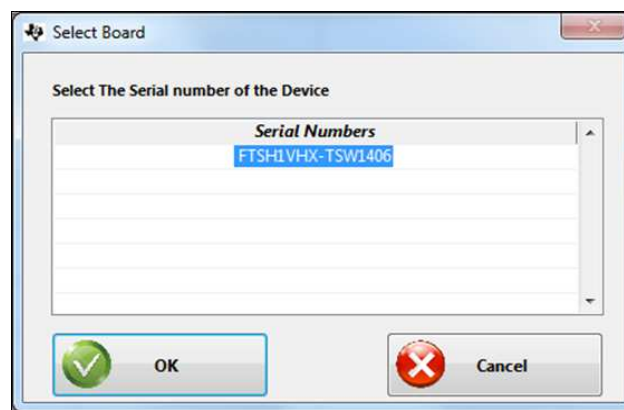 Select Board
Select The Serial number of the Device
Serial Numbers
FTSH1VHX-TSW1406
OK
Cancel